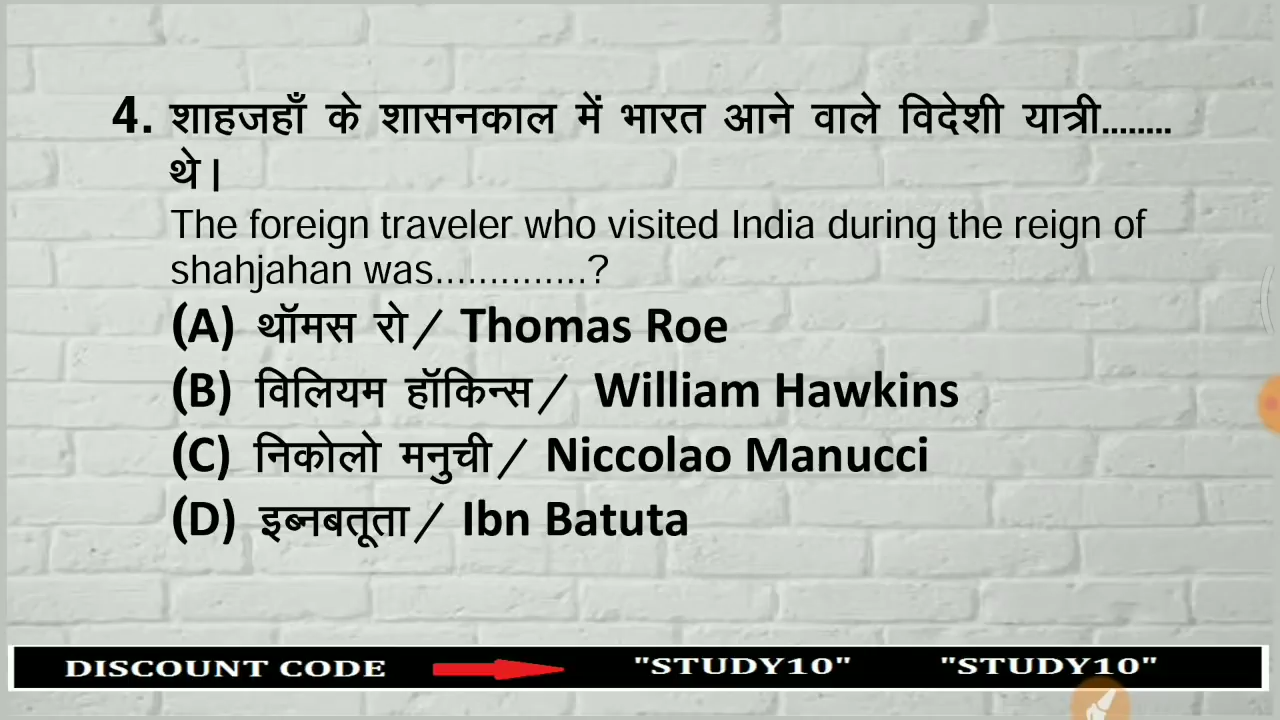 4. शाहजहाँ के शासनकाल में भारत आने वाले विदेशी यात्री........
थे।
The foreign traveler who visited India during the reign of
shahjahan was..............?
(A) थॉमस रो/ Thomas Roe
(B) विलियम हॉकिन्स/ William Hawkins
(C) निकोलो मनुची/ Niccolao Manucci
(D) इब्नबतूता/ Ibn Batuta
DISCOUNT CODE "STUDY10" "STUDY10"